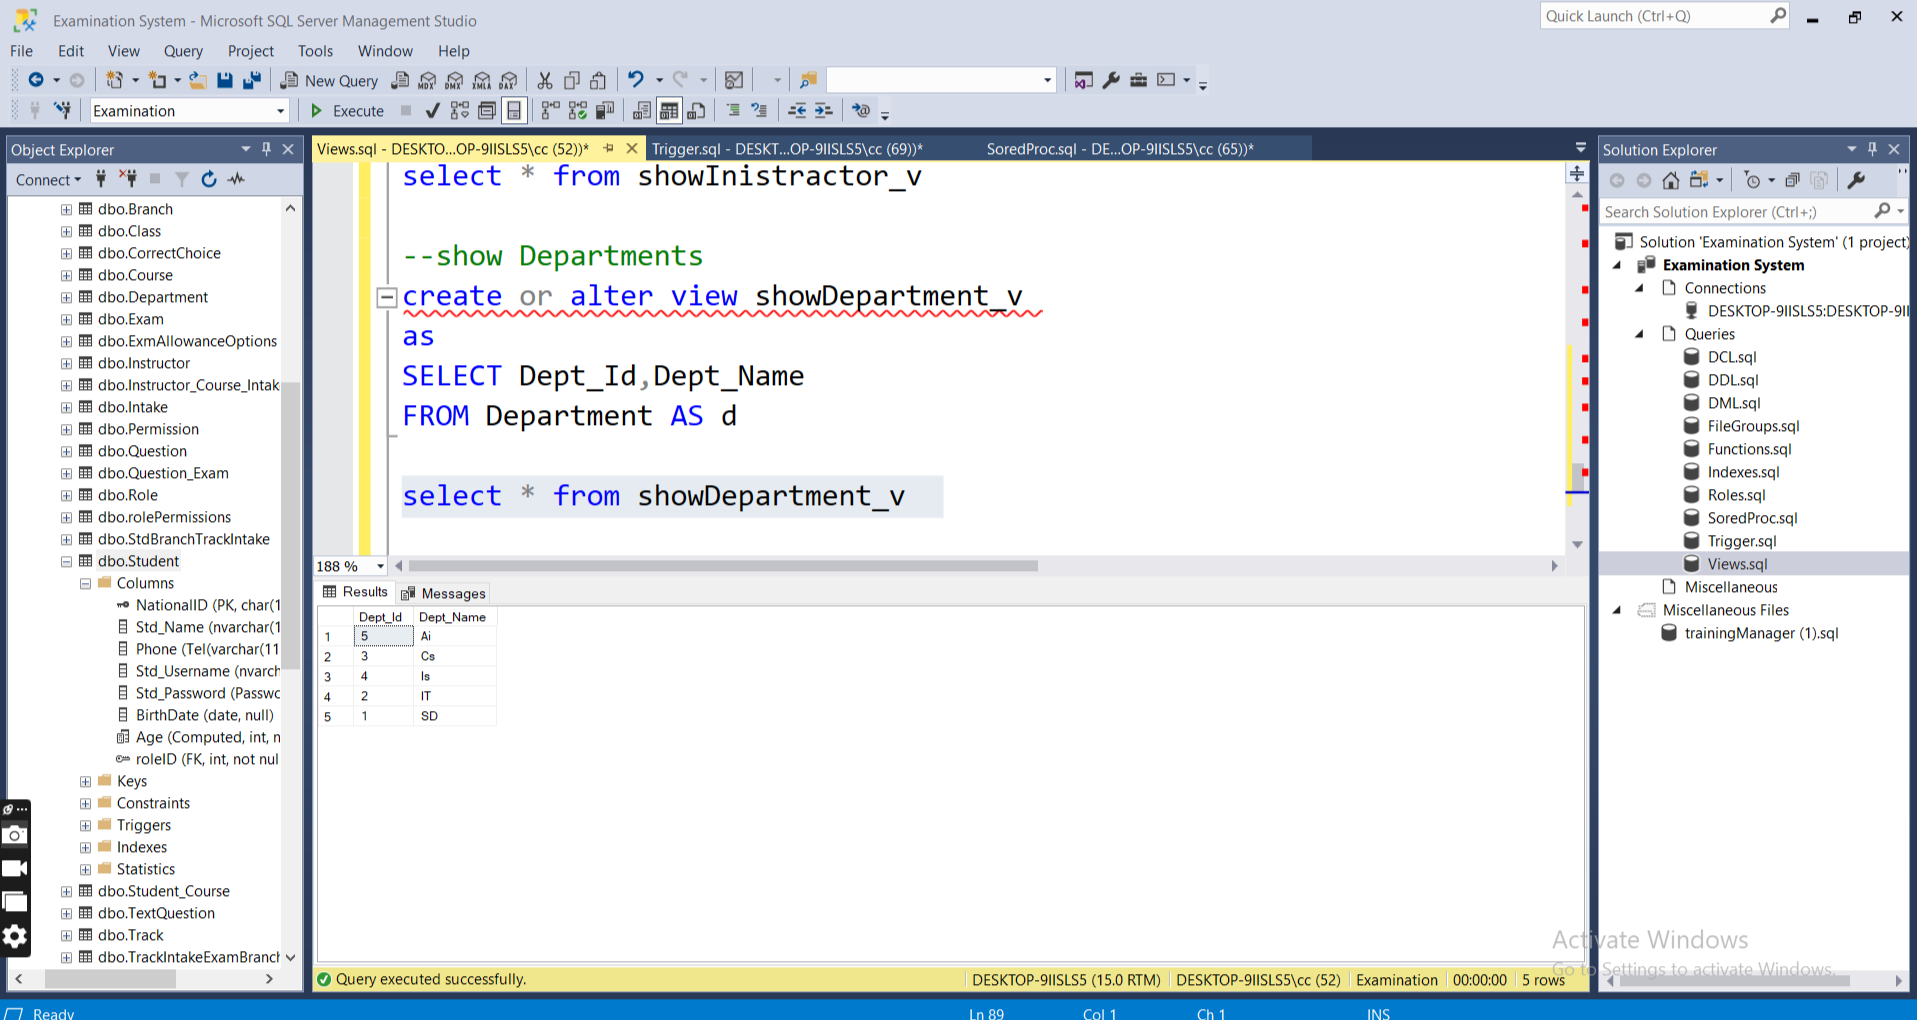 Examination System - Microsoft SQL Server Management Studio
Quick Launch (Ctrl+Q)
File Edit View Query Project Tools Window Help
New Query MDX DMX XMLA DAX
Examination Execute
Object Explorer
Connect
dbo.Branch
dbo.Class
dbo.CorrectChoice
dbo.Course
dbo.Department
dbo.Exam
dbo.ExmAllowanceOptions
dbo.Instructor
dbo.Instructor_Course_Intak
dbo.Intake
dbo.Permission
dbo.Question
dbo.Question_Exam
dbo.Role
dbo.rolePermissions
dbo.StdBranchTrackIntake
dbo.Student
Columns
NationalID (PK, char(1
Std_Name (nvarchar(1
Phone (Tel(varchar(11
Std_Username (nvarch
Std_Password (Passwo
BirthDate (date, null)
Age (Computed, int, n
roleID (FK, int, not nul
Keys
Constraints
Triggers
Indexes
Statistics
dbo.Student_Course
dbo.TextQuestion
dbo.Track
dbo.TrackIntakeExamBranch
Views.sql - DESKTO...OP-9IISLS5\cc (52))*
Trigger.sql - DESKT...OP-9IISLS5\cc (69))*
SoredProc.sql - DE...OP-9IISLS5\cc (65))*
select * from showInistractor_v
--show Departments
create or alter view showDepartment_v
as
SELECT Dept_Id,Dept_Name
FROM Department AS d
select * from showDepartment_v
188 %
Results Messages
Dept_Id Dept_Name
1 5 Ai
2 3 Cs
3 4 Is
4 2 IT
5 1 SD
Query executed successfully.
DESKTOP-9IISLS5 (15.0 RTM) DESKTOP-9IISLS5\cc (52) Examination 00:00:00 5 rows
Solution Explorer
Search Solution Explorer (Ctrl+;)
Solution 'Examination System' (1 project)
Examination System
Connections
DESKTOP-9IISLS5:DESKTOP-9II
Queries
DCL.sql
DDL.sql
DML.sql
FileGroups.sql
Functions.sql
Indexes.sql
Roles.sql
SoredProc.sql
Trigger.sql
Views.sql
Miscellaneous
Miscellaneous Files
trainingManager (1).sql
Activate Windows
Go to Settings to activate Windows.
Ready Ln 89 Col 1 Ch 1 INS